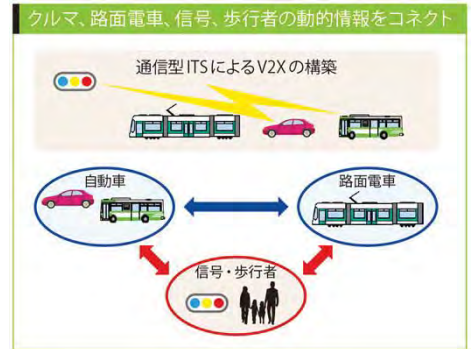 クルマ、路面電車、信号、歩行者の動的情報をコネクト
通信型ITSによるV2Xの構築
自動車
路面電車
信号・歩行者